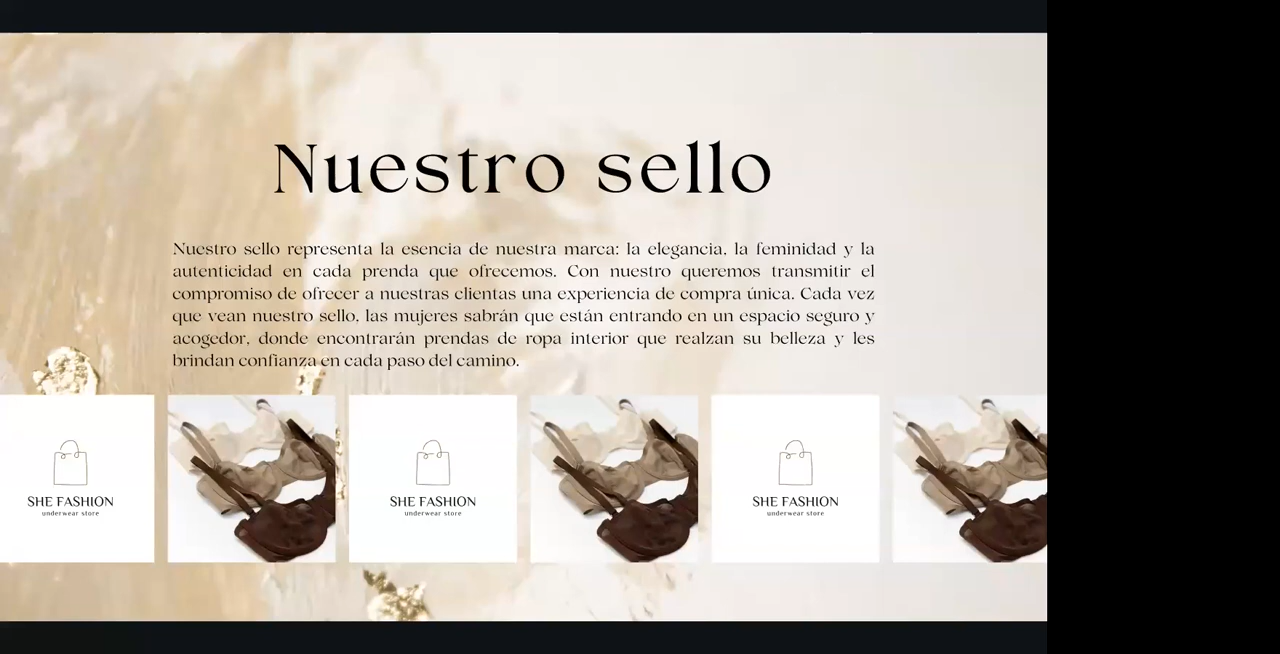 Nuestro sello
Nuestro sello representa la esencia de nuestra marca: la elegancia, la feminidad y la
autenticidad en cada prenda que ofrecemos. Con nuestro queremos transmitir el
compromiso de ofrecer a nuestras clientas una experiencia de compra única. Cada vez
que vean nuestro sello, las mujeres sabrán que están entrando en un espacio seguro y
acogedor, donde encontrarán prendas de ropa interior que realzan su belleza y les
brindan confianza en cada paso del camino.
SHE FASHION
underwear store
SHE FASHION
underwear store
SHE FASHION
underwear store